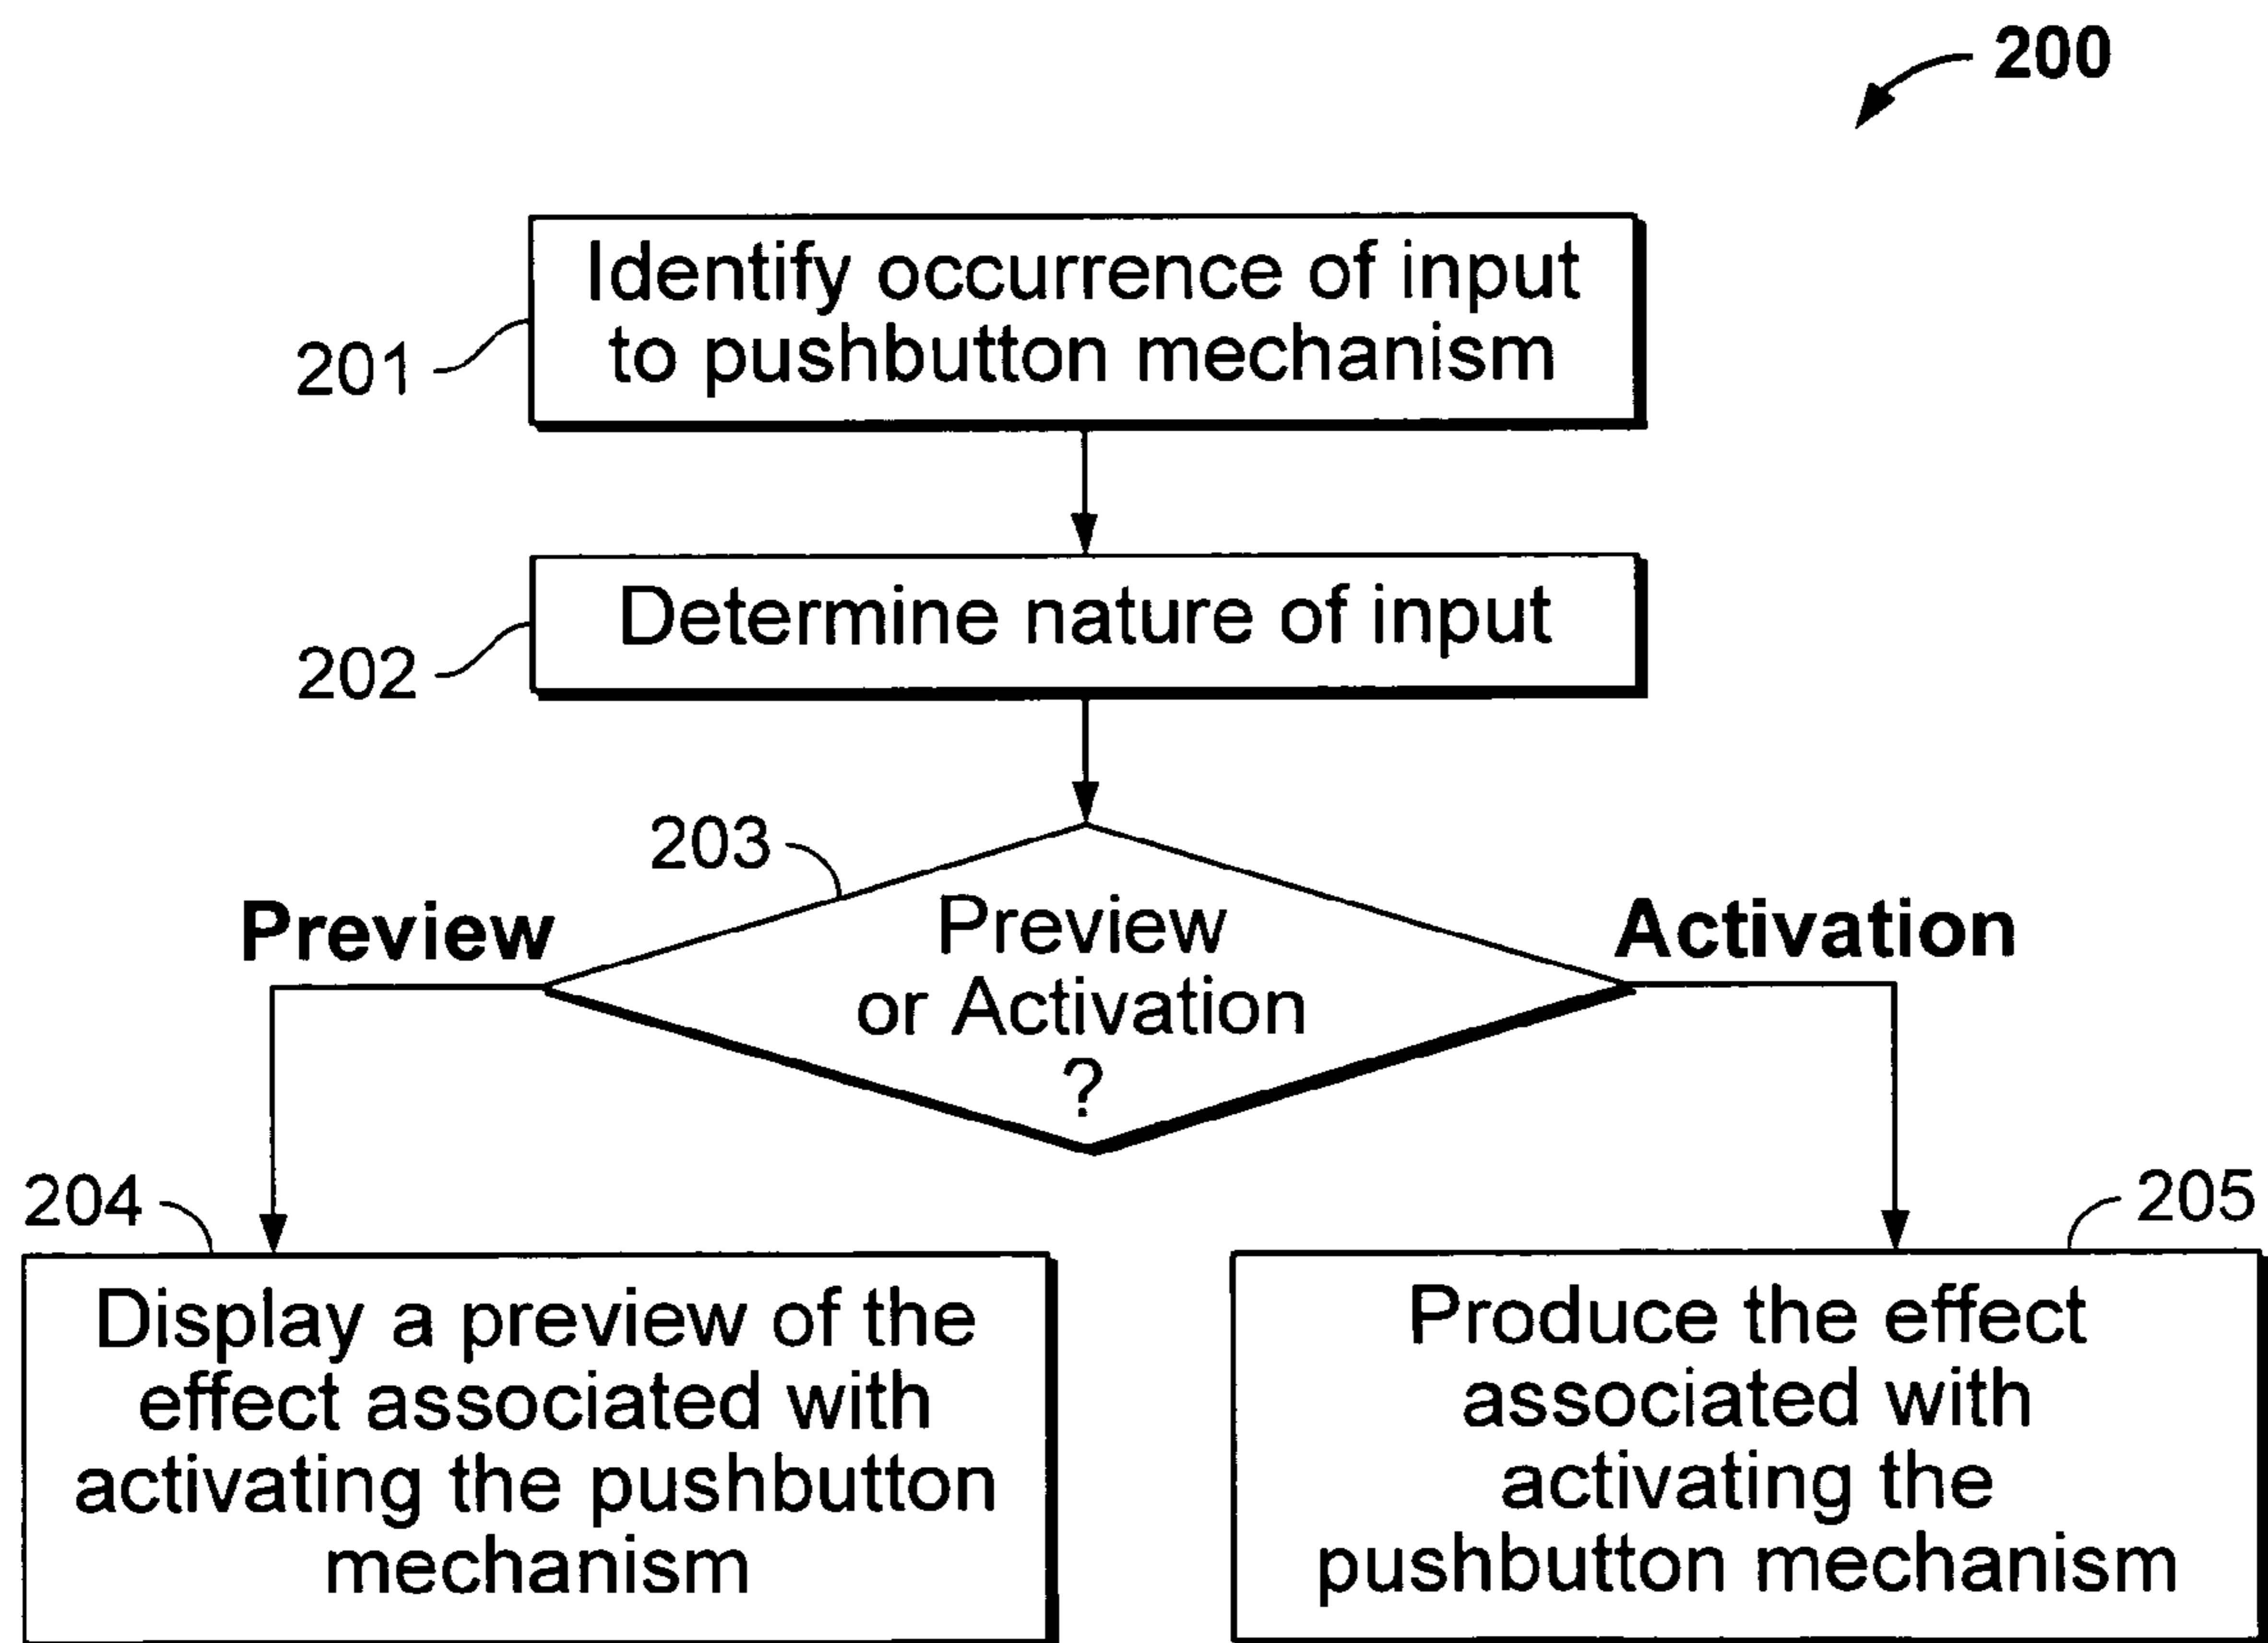 200
Identify occurrence of input
to pushbutton mechanism
201
Determine nature of input
202
203
Preview
or Activation
?
Preview
Activation
204
205
Display a preview of the
effect associated with
activating the pushbutton
mechanism
Produce the effect
associated with
activating the
pushbutton mechanism